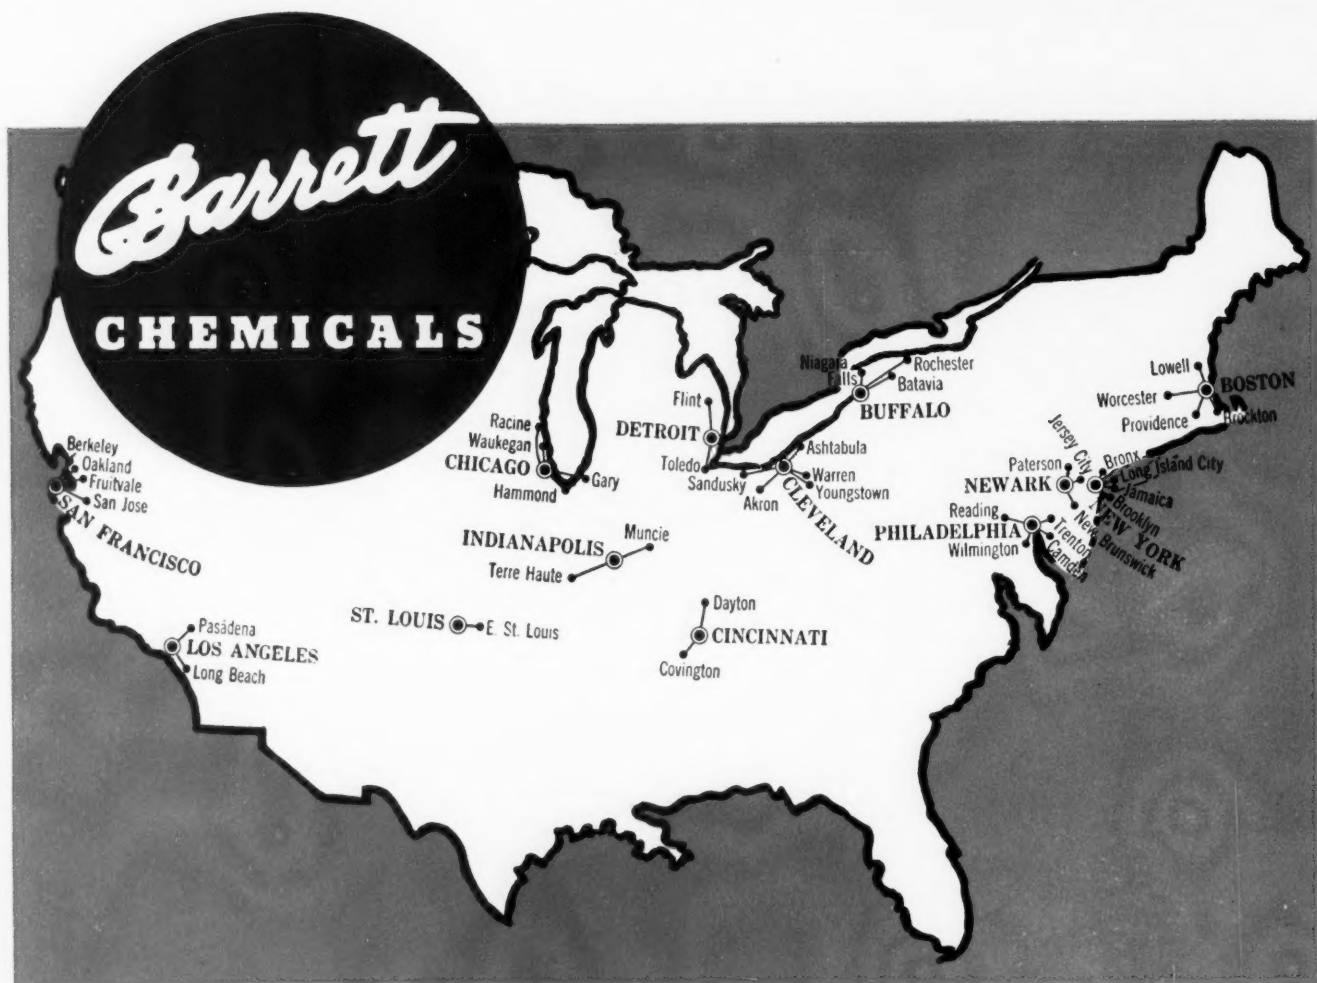 Barrett
CHEMICALS
Berkeley
Oakland
Fruitvale
San Jose
SAN FRANCISCO
Pasadena
LOS ANGELES
Long Beach
Racine
Waukegan
CHICAGO
Hammond
Gary
INDIANAPOLIS
Muncie
Terre Haute
ST. LOUIS
E. St. Louis
Dayton
CINCINNATI
Covington
Flint
DETROIT
Toledo
Sandusky
Akron
CLEVELAND
Ashtabula
Warren
Youngstown
Niagara
Falls
Rochester
Batavia
BUFFALO
Lowell
BOSTON
Worcester
Providence
Brockton
Jersey City
Paterson
NEWARK
New Brunswick
Bronx
Long Island City
Jamaica
Brooklyn
NEW YORK
Reading
PHILADELPHIA
Wilmington
Trenton
Camden